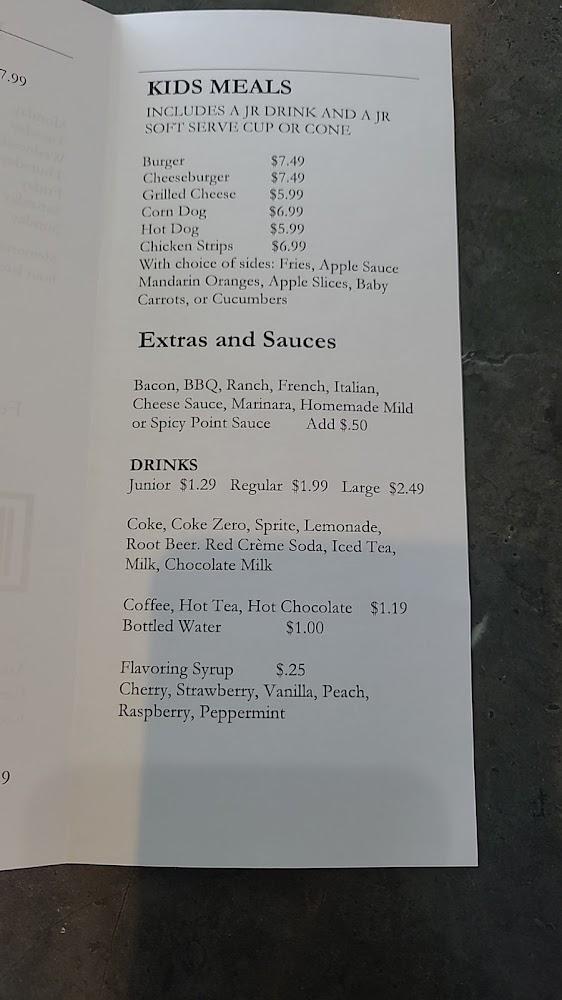 7.99
KIDS MEALS
INCLUDES A JR DRINK AND A JR
SOFT SERVE CUP OR CONE
Burger $7.49
Cheeseburger $7.49
Grilled Cheese $5.99
Corn Dog $6.99
Hot Dog $5.99
Chicken Strips $6.99
With choice of sides: Fries, Apple Sauce
Mandarin Oranges, Apple Slices, Baby
Carrots, or Cucumbers
Extras and Sauces
Bacon, BBQ, Ranch, French, Italian,
Cheese Sauce, Marinara, Homemade Mild
or Spicy Point Sauce Add $.50
DRINKS
Junior $1.29 Regular $1.99 Large $2.49
Coke, Coke Zero, Sprite, Lemonade,
Root Beer. Red Crème Soda, Iced Tea,
Milk, Chocolate Milk
Coffee, Hot Tea, Hot Chocolate $1.19
Bottled Water $1.00
Flavoring Syrup $.25
Cherry, Strawberry, Vanilla, Peach,
Raspberry, Peppermint
9